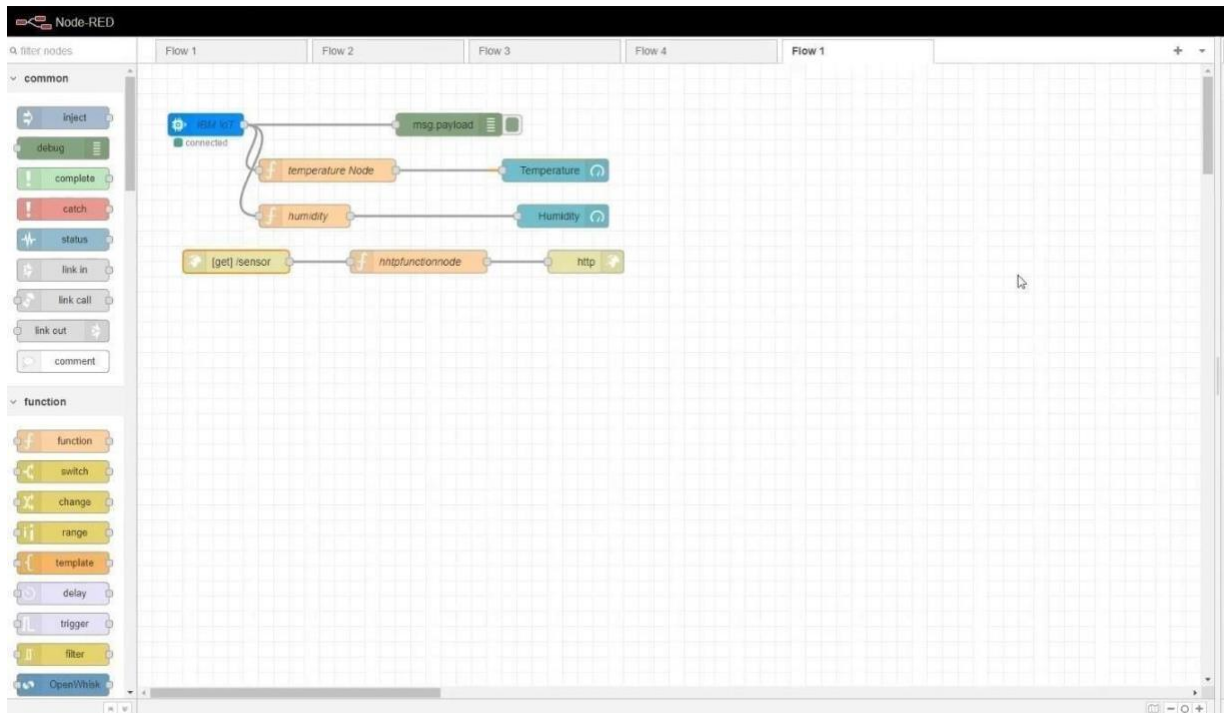 Node-RED
filter nodes
Flow 1
Flow 2
Flow 3
Flow 4
Flow 1
common
inject
debug
complete
catch
status
link in
link call
link out
comment
function
function
switch
change
range
template
delay
trigger
filter
OpenWhisk
IBM IoT
connected
msg.payload
temperature Node
Temperature
humidity
Humidity
[get] /sensor
hhtpfunctionnode
http